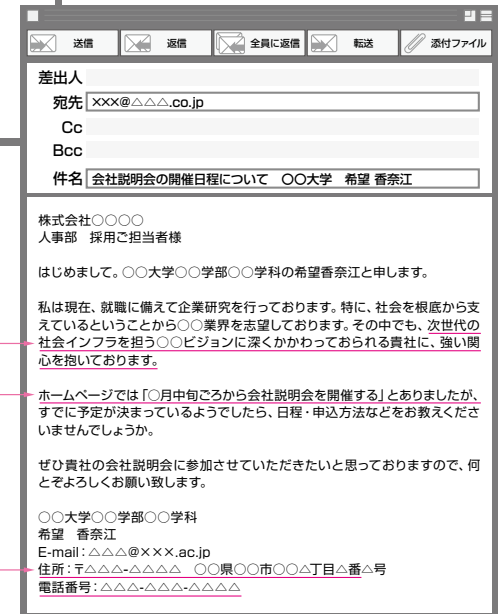 送信 返信 全員に返信 転送 添付ファイル
差出人
宛先 ×××@△△△.co.jp
Cc
Bcc
件名 会社説明会の開催日程について ○○大学 希望 香奈江
株式会社○○○○
人事部 採用ご担当者様
はじめまして。○○大学○○学部○○学科の希望香奈江と申します。
私は現在、就職に備えて企業研究を行っております。特に、社会を根底から支
えているということから○○業界を志望しております。その中でも、次世代の
社会インフラを担う○○ビジョンに深くかかわっておられる貴社に、強い関
心を抱いております。
ホームページでは「○月中旬ごろから会社説明会を開催する」とありましたが、
すでに予定が決まっているようでしたら、日程・申込方法などをお教えくださ
いませんでしょうか。
ぜひ貴社の会社説明会に参加させていただきたいと思っておりますので、何
とぞよろしくお願い致します。
○○大学○○学部○○学科
希望 香奈江
E-mail：△△△@×××.ac.jp
住所：〒△△△-△△△△ ○○県○○市○○△丁目△番△号
電話番号：△△△-△△△-△△△△